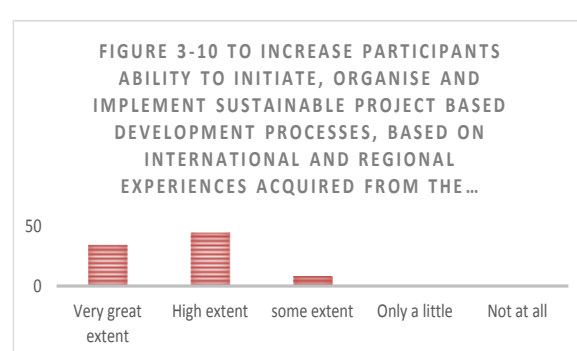 FIGURE 3-10 TO INCREASE PARTICIPANTS
ABILITY TO INITIATE, ORGANISE AND
IMPLEMENT SUSTAINABLE PROJECT BASED
DEVELOPMENT PROCESSES, BASED ON
INTERNATIONAL AND REGIONAL
EXPERIENCES ACQUIRED FROM THE…
50
0
Very great extent
High extent
some extent
Only a little
Not at all